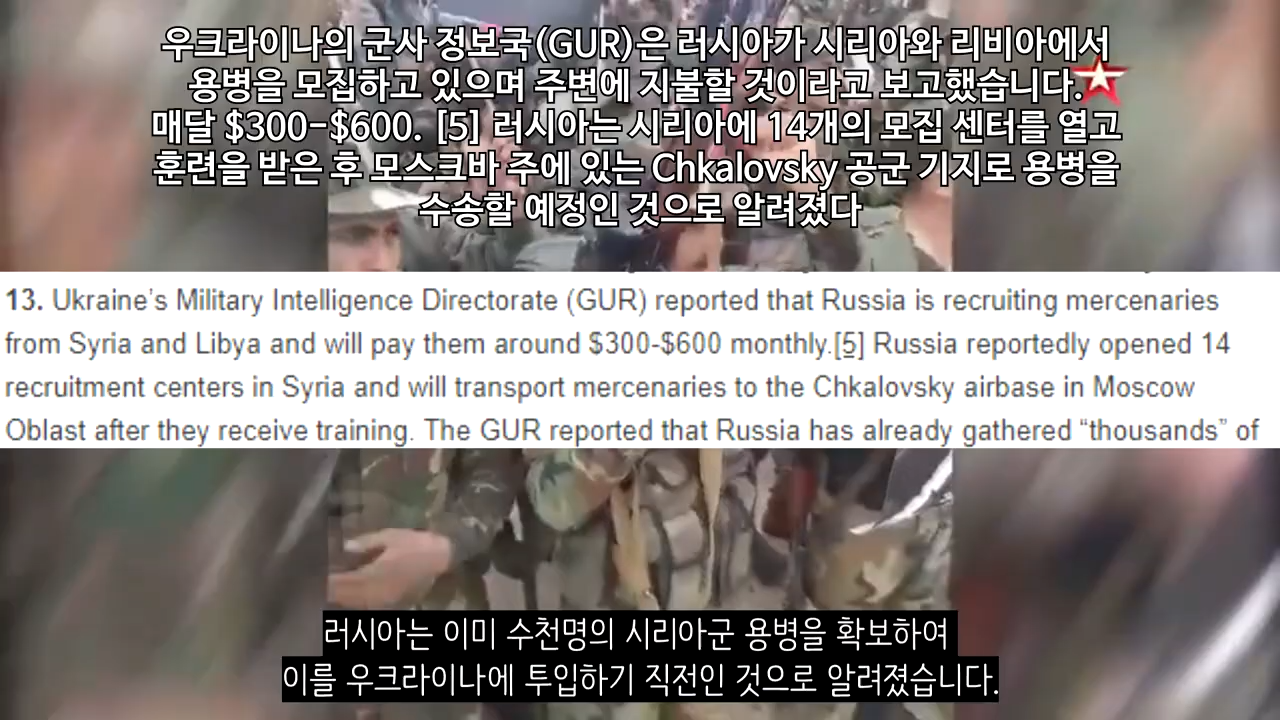 우크라이나의 군사 정보국(GUR)은 러시아가 시리아와 리비아에서
용병을 모집하고 있으며 주변에 지불할 것이라고 보고했습니다.
매달 $300-$600. [5] 러시아는 시리아에 14개의 모집 센터를 열고
훈련을 받은 후 모스크바 주에 있는 Chkalovsky 공군 기지로 용병을
수송할 예정인 것으로 알려졌다
13. Ukraine’s Military Intelligence Directorate (GUR) reported that Russia is recruiting mercenaries
from Syria and Libya and will pay them around $300-$600 monthly.[5] Russia reportedly opened 14
recruitment centers in Syria and will transport mercenaries to the Chkalovsky airbase in Moscow
Oblast after they receive training. The GUR reported that Russia has already gathered “thousands” of
러시아는 이미 수천명의 시리아군 용병을 확보하여
이를 우크라이나에 투입하기 직전인 것으로 알려졌습니다.